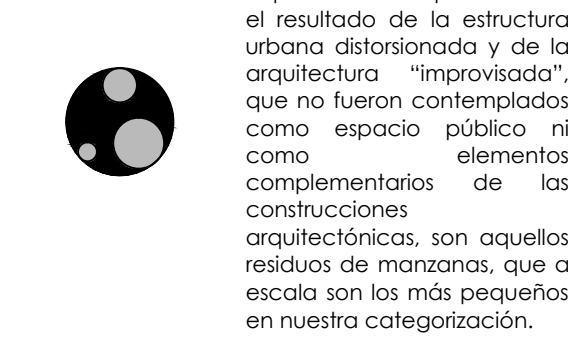 el resultado de la estructura
urbana distorsionada y de la
arquitectura “improvisada”,
que no fueron contemplados
como espacio público ni
como elementos
complementarios de las
construcciones
arquitectónicas, son aquellos
residuos de manzanas, que a
escala son los más pequeños
en nuestra categorización.